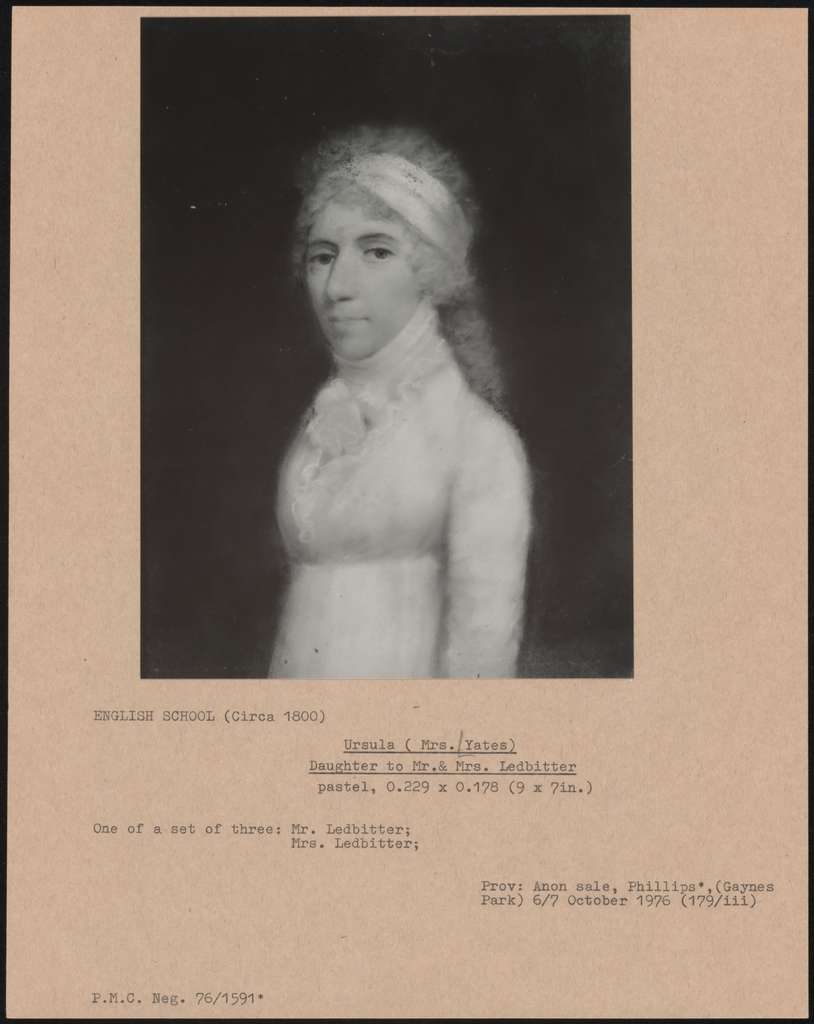 ENGLISH SCHOOL (Circa 1800)
Ursula ( Mrs./Yates)
Daughter to Mr.& Mrs. Ledbitter
pastel, 0.229 x 0.178 (9 x 7in.)
One of a set of three: Mr. Ledbitter;
Mrs. Ledbitter;
Prov: Anon sale, Phillips*,(Gaynes
Park) 6/7 October 1976 (179/iii)
P.M.C. Neg. 76/1591*